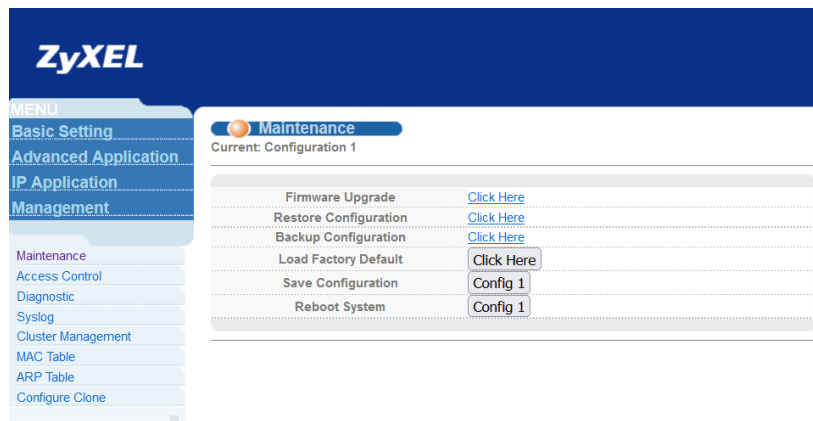 ZyXEL
MENU
Basic Setting
Advanced Application
IP Application
Management
Maintenance
Access Control
Diagnostic
Syslog
Cluster Management
MAC Table
ARP Table
Configure Clone
Maintenance
Current: Configuration 1
Firmware Upgrade Click Here
Restore Configuration Click Here
Backup Configuration Click Here
Load Factory Default Click Here
Save Configuration Config 1
Reboot System Config 1